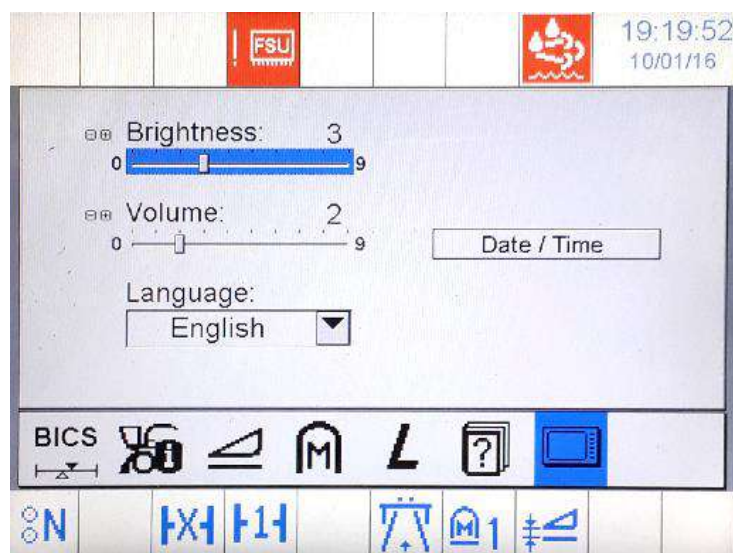 ! FSU
19:19:52
10/01/16
Brightness: 3
0 9
Volume: 2
0 9
Date / Time
Language:
English
BICS M L ?
N X 1 M 1